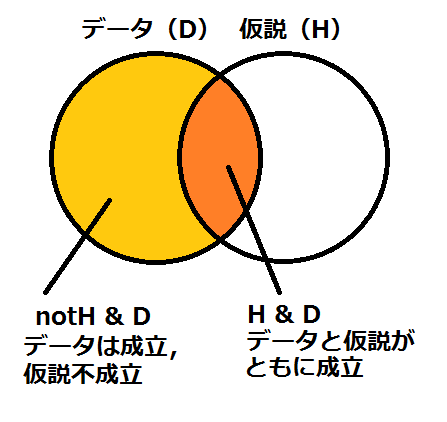 データ（D） 仮説（H）
notH & D
データは成立,
仮説不成立
H & D
データと仮説が
ともに成立